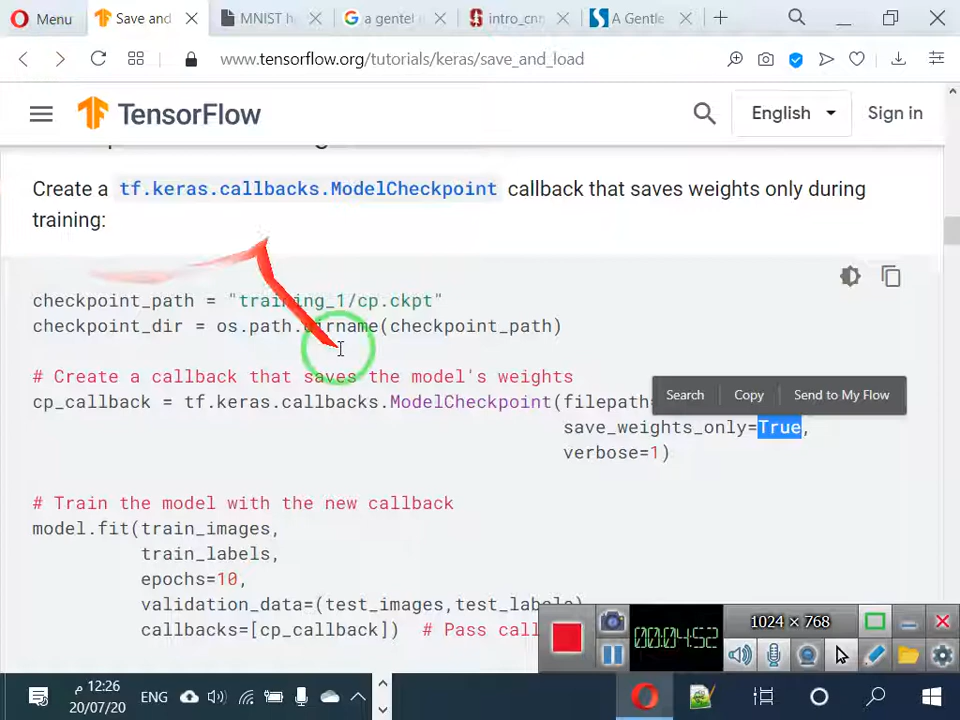 Menu
Save and
MNIST h
a gentel
intro_cnn
A Gentle
www.tensorflow.org/tutorials/keras/save_and_load
TensorFlow
English
Sign in
Create a tf.keras.callbacks.ModelCheckpoint callback that saves weights only during
training:
checkpoint_path = "training_1/cp.ckpt"
checkpoint_dir = os.path.dirname(checkpoint_path)
# Create a callback that saves the model's weights
cp_callback = tf.keras.callbacks.ModelCheckpoint(filepath
Search Copy Send to My Flow
save_weights_only=True,
verbose=1)
# Train the model with the new callback
model.fit(train_images,
train_labels,
epochs=10,
validation_data=(test_images,test_labels)
callbacks=[cp_callback]) # Pass call
00:04:52
1024 × 768
12:26 م
20/07/20
ENG